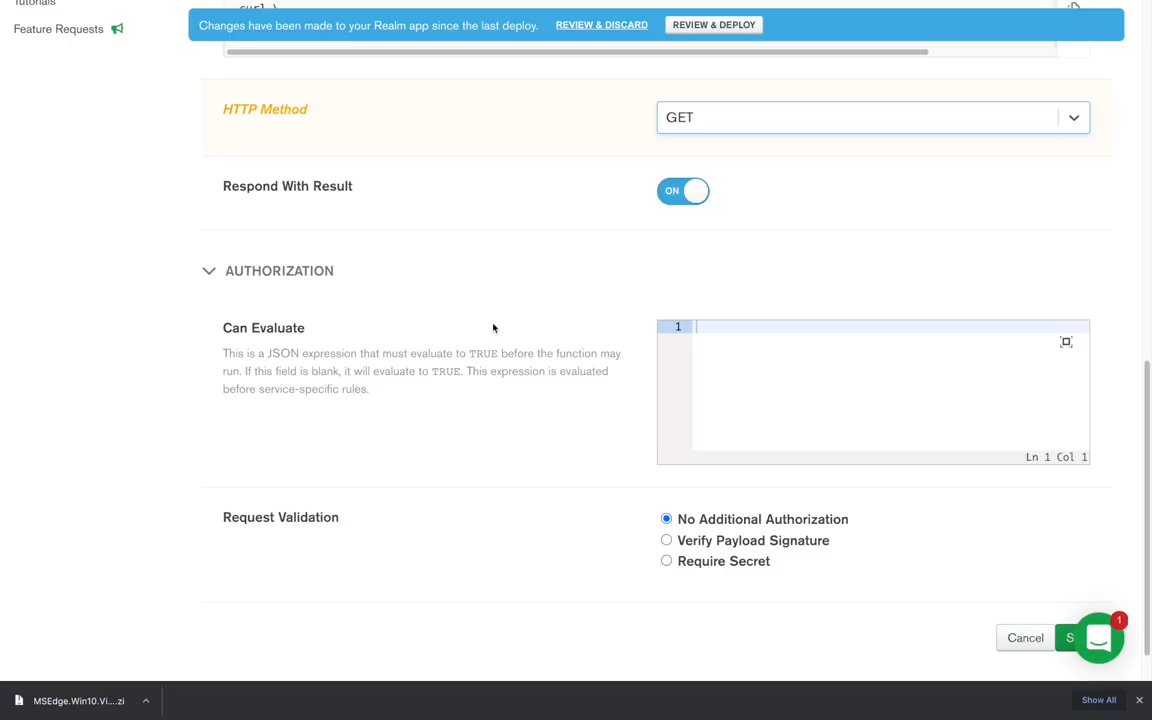 Tutorials
Feature Requests
curl \
Changes have been made to your Realm app since the last deploy. REVIEW & DISCARD REVIEW & DEPLOY
HTTP Method
GET
Respond With Result
ON
AUTHORIZATION
Can Evaluate
This is a JSON expression that must evaluate to TRUE before the function may
run. If this field is blank, it will evaluate to TRUE. This expression is evaluated
before service-specific rules.
1
Ln 1 Col 1
Request Validation
No Additional Authorization
Verify Payload Signature
Require Secret
Cancel
S
1
MSEdge.Win10.Vi....zi
Show All